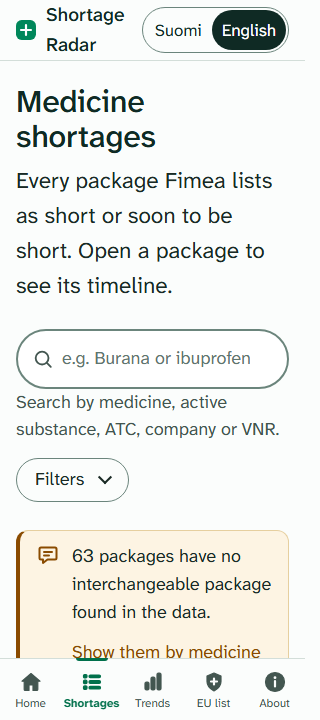 Shortage
Radar
Suomi
English
Medicine
shortages
Every package Fimea lists
as short or soon to be
short. Open a package to
see its timeline.
e.g. Burana or ibuprofen
Search by medicine, active
substance, ATC, company or VNR.
Filters
63 packages have no
interchangeable package
found in the data.
Show them by medicine
Home
Shortages
Trends
EU list
About